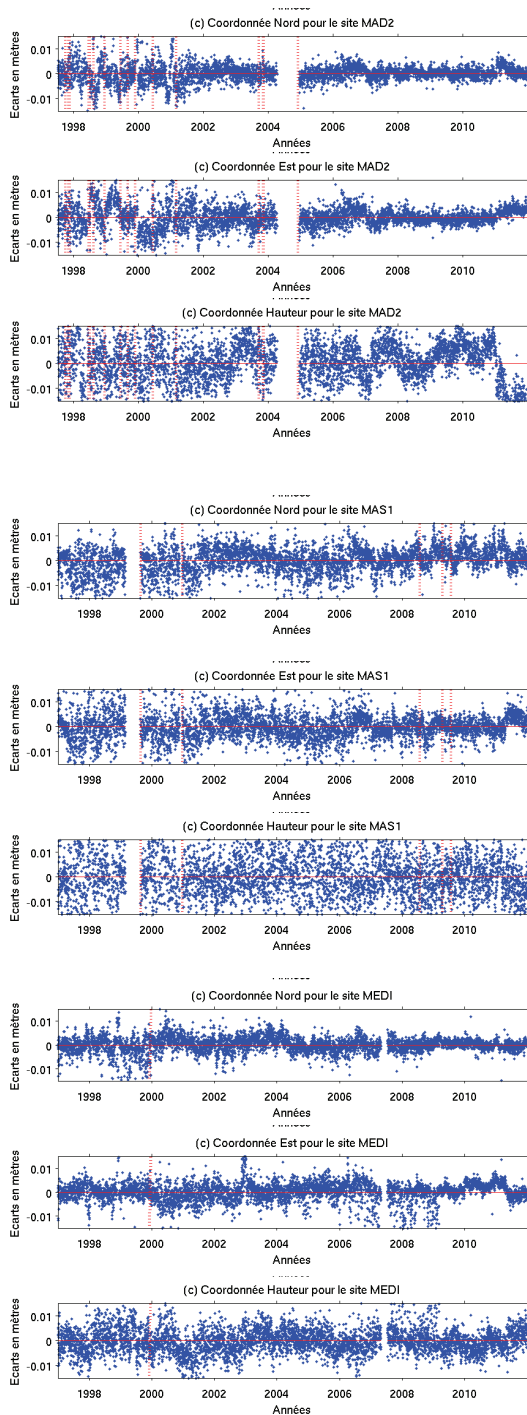 (c) Coordonnée Nord pour le site MAD2
Ecarts en mètres
0.01
0
-0.01
1998 2000 2002 2004 2006 2008 2010
Années
(c) Coordonnée Est pour le site MAD2
Ecarts en mètres
0.01
0
-0.01
1998 2000 2002 2004 2006 2008 2010
Années
(c) Coordonnée Hauteur pour le site MAD2
Ecarts en mètres
0.01
0
-0.01
1998 2000 2002 2004 2006 2008 2010
Années
(c) Coordonnée Nord pour le site MAS1
Ecarts en mètres
0.01
0
-0.01
1998 2000 2002 2004 2006 2008 2010
Années
(c) Coordonnée Est pour le site MAS1
Ecarts en mètres
0.01
0
-0.01
1998 2000 2002 2004 2006 2008 2010
Années
(c) Coordonnée Hauteur pour le site MAS1
Ecarts en mètres
0.01
0
-0.01
1998 2000 2002 2004 2006 2008 2010
Années
(c) Coordonnée Nord pour le site MEDI
Ecarts en mètres
0.01
0
-0.01
1998 2000 2002 2004 2006 2008 2010
Années
(c) Coordonnée Est pour le site MEDI
Ecarts en mètres
0.01
0
-0.01
1998 2000 2002 2004 2006 2008 2010
Années
(c) Coordonnée Hauteur pour le site MEDI
Ecarts en mètres
0.01
0
-0.01
1998 2000 2002 2004 2006 2008 2010
Années